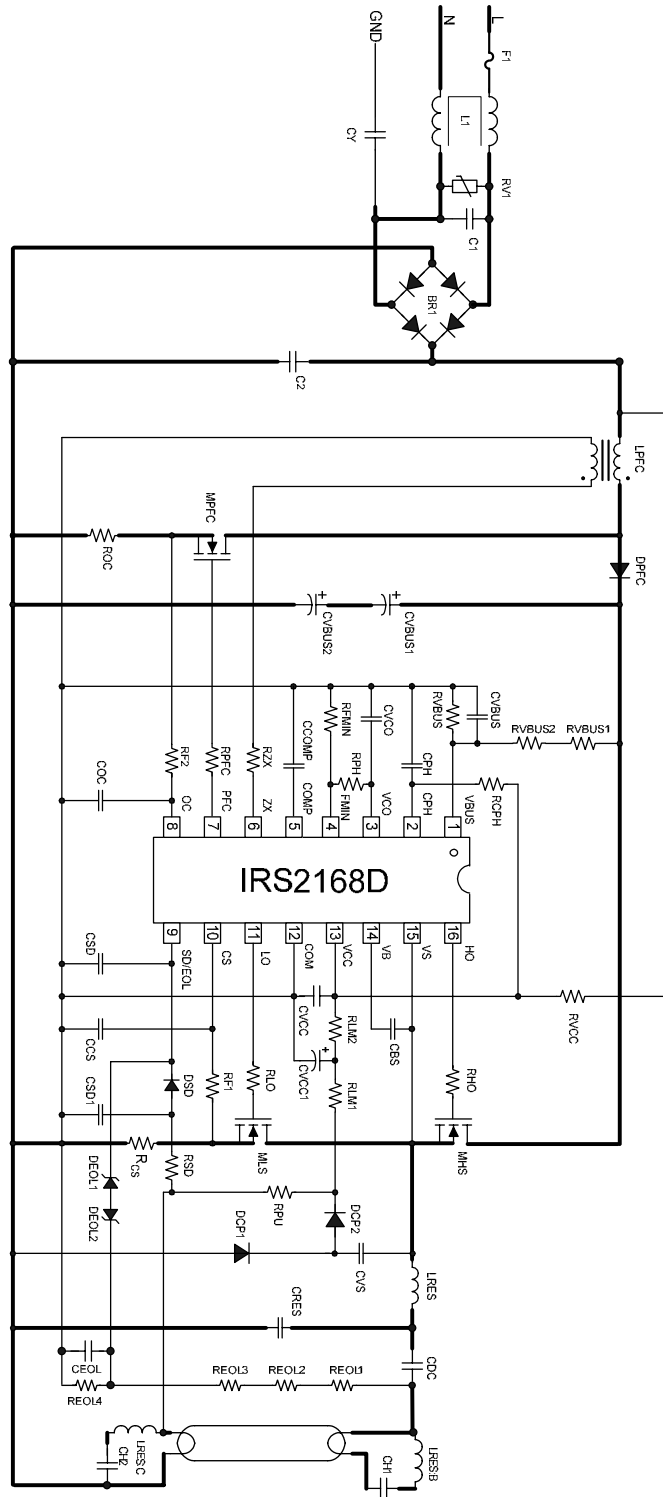 GND
N
L
F1
L1
CY
RV1
C1
BR1
C2
LPFC
MPFC
ROC
DPFC
CVBUS2
CVBUS1
RVBUS
CVBUS
RVBUS2
RVBUS1
CCOMP
RFMIN
CVCO
CPH
RPH
RCPH
RF2
RPFC
RZX
COC
OC
PFC
ZX
COMP
FMIN
VCO
CPH
VBUS
8
7
6
5
4
3
2
1
IRS2168D
9
10
11
12
13
14
15
16
SD/EOL
CS
LO
COM
VCC
VB
VS
HO
CSD
CCS
CSD1
DSD
RF1
RLO
CVCC
CVCC1
RLM2
RLM1
CBS
RHO
RVCC
MLS
MHS
RCS
RSD
DEOL1
DEOL2
RPU
DCP2
DCP1
CVS
LRES
CRES
CDC
CEOL
REOL4
REOL3
REOL2
REOL1
LRES:C
CH2
CH1
LRES:B